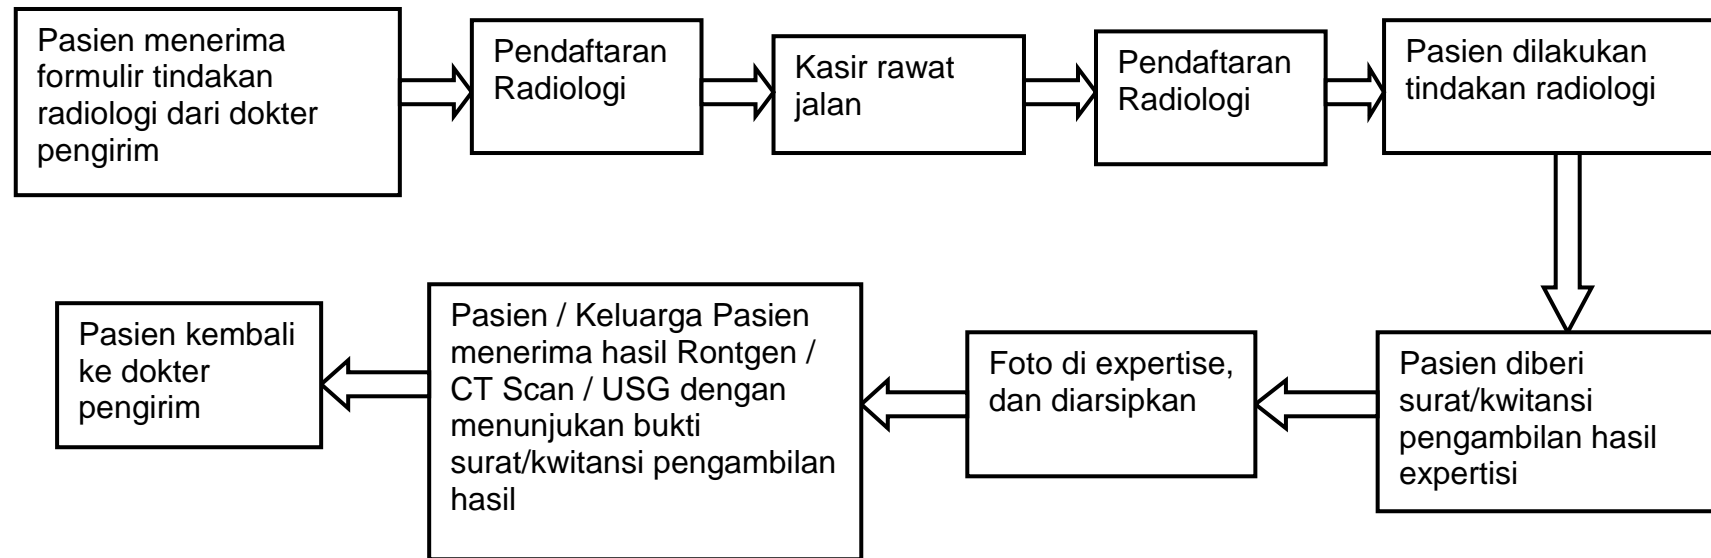 Pasien menerima
formulir tindakan
radiologi dari dokter
pengirim
Pendaftaran
Radiologi
Kasir rawat
jalan
Pendaftaran
Radiologi
Pasien dilakukan
tindakan radiologi
Pasien diberi
surat/kwitansi
pengambilan hasil
expertisi
Foto di expertise,
dan diarsipkan
Pasien / Keluarga Pasien
menerima hasil Rontgen /
CT Scan / USG dengan
menunjukan bukti
surat/kwitansi pengambilan
hasil
Pasien kembali
ke dokter
pengirim